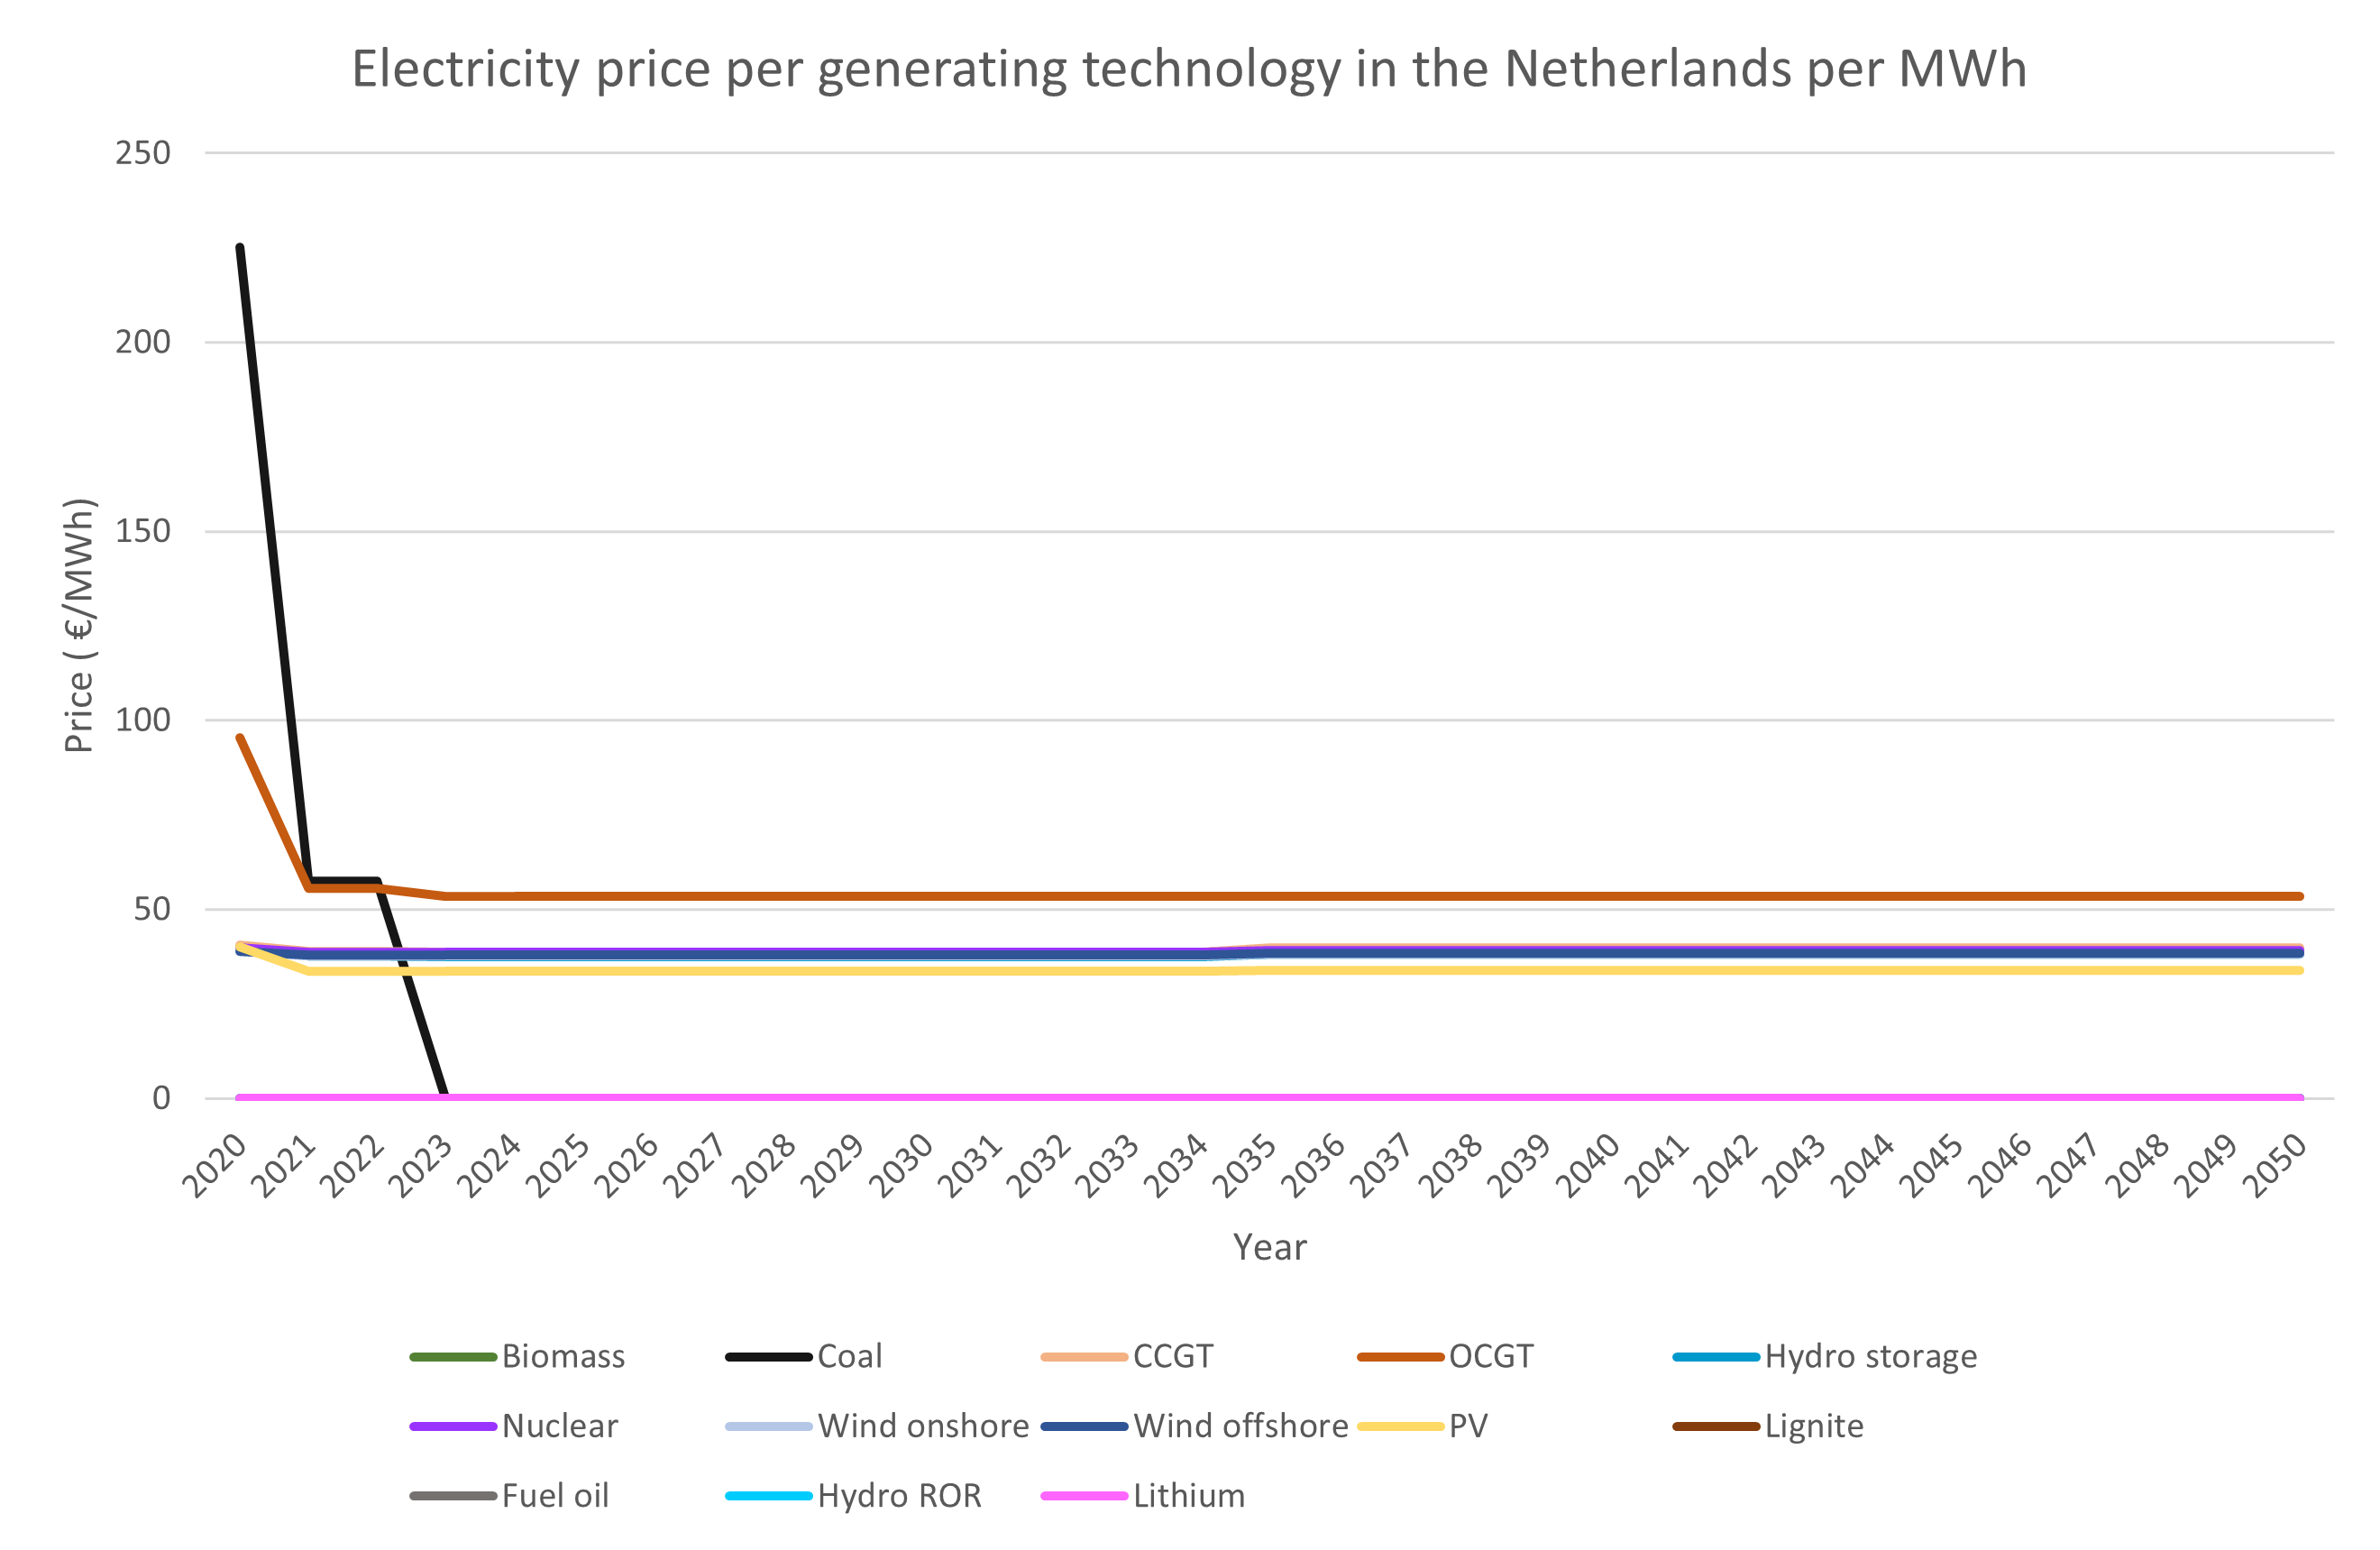 Electricity price per generating technology in the Netherlands per MWh
250
200
150
100
50
0
Price ( €/MWh)
2020 2021 2022 2023 2024 2025 2026 2027 2028 2029 2030 2031 2032 2033 2034 2035 2036 2037 2038 2039 2040 2041 2042 2043 2044 2045 2046 2047 2048 2049 2050
Year
Biomass Coal CCGT OCGT Hydro storage
Nuclear Wind onshore Wind offshore PV Lignite
Fuel oil Hydro ROR Lithium